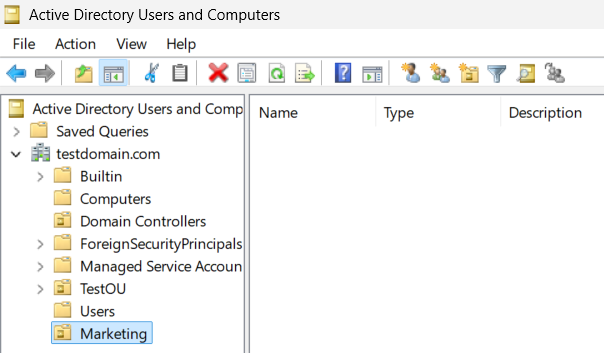 Active Directory Users and Computers
File Action View Help
Active Directory Users and Comp
Name Type Description
Saved Queries
testdomain.com
Builtin
Computers
Domain Controllers
ForeignSecurityPrincipals
Managed Service Accoun
TestOU
Users
Marketing